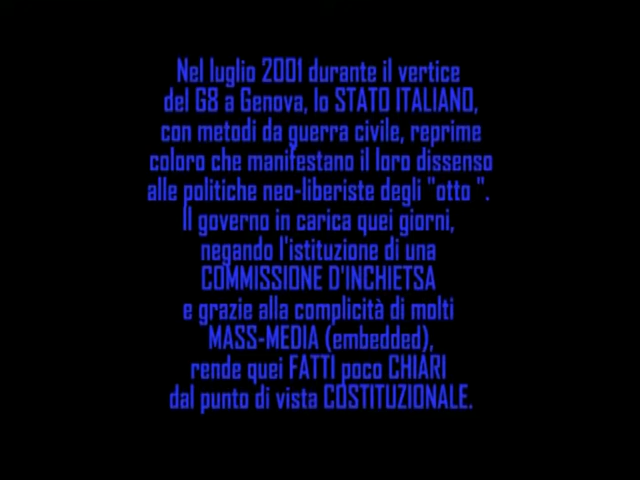 Nel luglio 2001 durante il vertice
del G8 a Genova, lo STATO ITALIANO,
con metodi da guerra civile, reprime
coloro che manifestano il loro dissenso
alle politiche neo-liberiste degli "otto ".
Il governo in carica quei giorni,
negando l'istituzione di una
COMMISSIONE D'INCHIETSA
e grazie alla complicità di molti
MASS-MEDIA (embedded),
rende quei FATTI poco CHIARI
dal punto di vista COSTITUZIONALE.